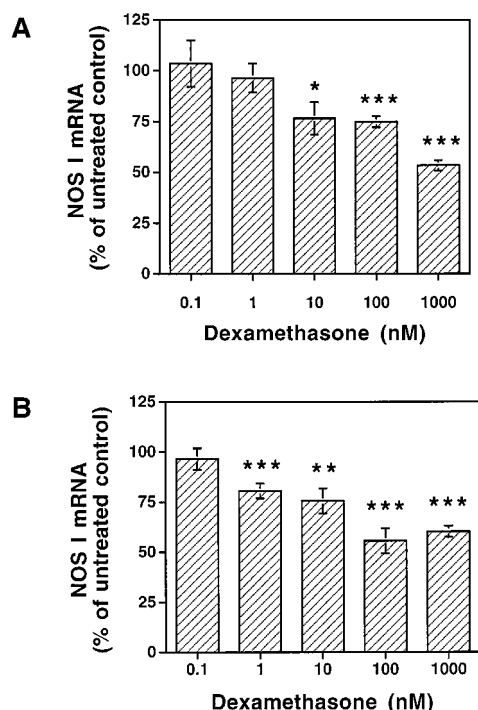 A
NOS I mRNA
(% of untreated control)
125
100
75
50
25
0
* *** ***
0.1 1 10 100 1000
Dexamethasone (nM)
B
NOS I mRNA
(% of untreated control)
125
100
75
50
25
0
*** ** *** ***
0.1 1 10 100 1000
Dexamethasone (nM)